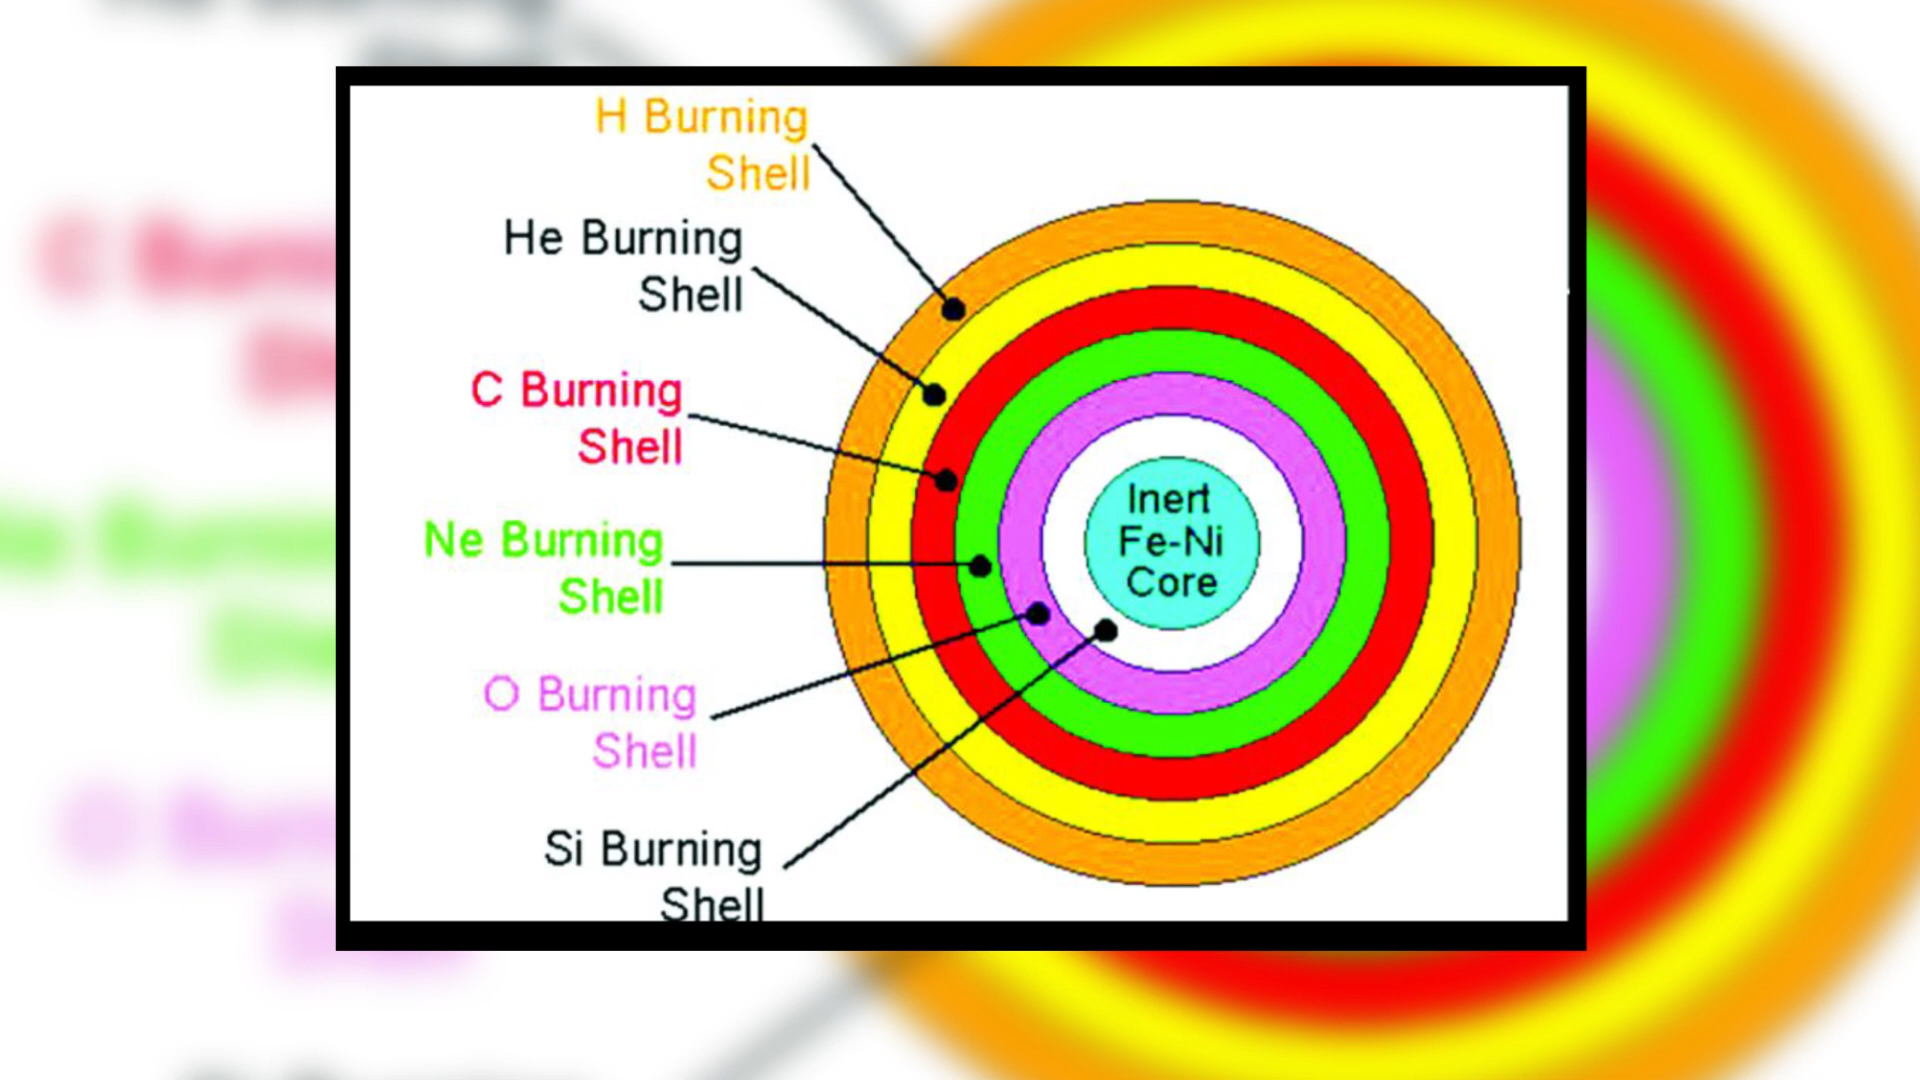 H Burning
Shell
He Burning
Shell
C Burning
Shell
Ne Burning
Shell
O Burning
Shell
Si Burning
Shell
Inert
Fe-Ni
Core